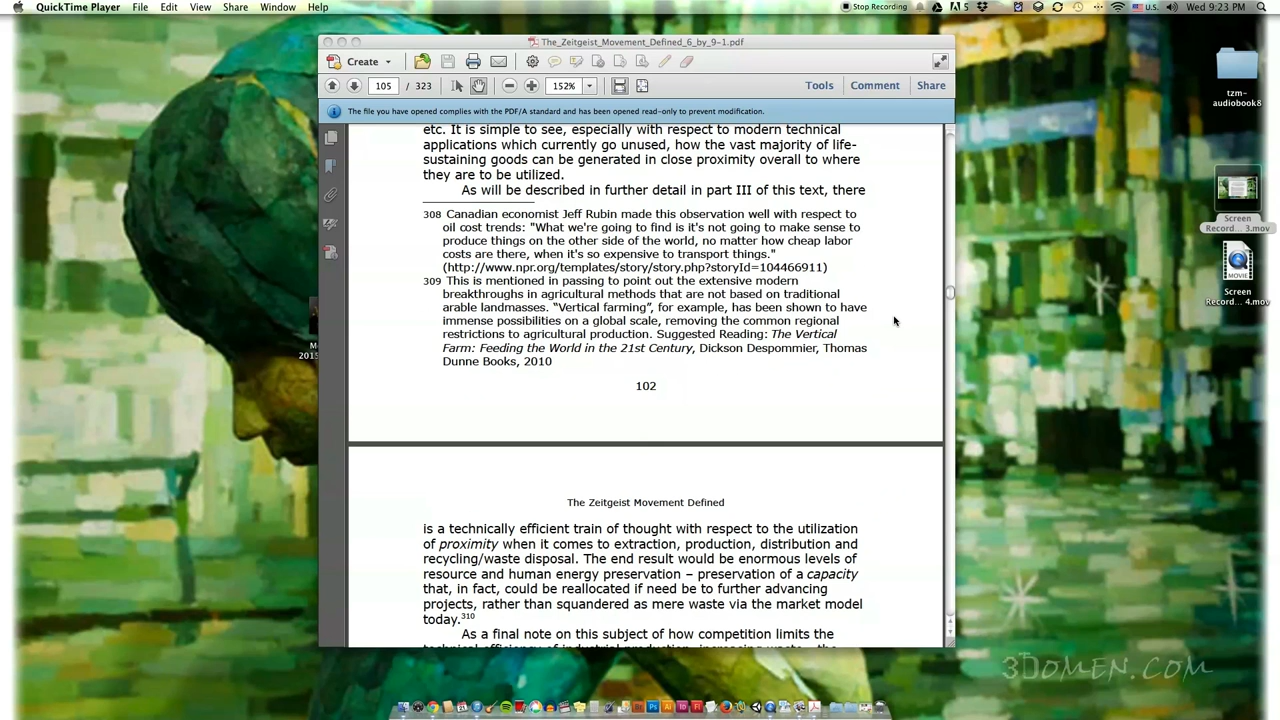 QuickTime Player File Edit View Share Window Help
Stop Recording
5
U.S.
Wed 9:23 PM
The_Zeitgeist_Movement_Defined_6_by_9-1.pdf
Create
105 / 323
152%
Tools Comment Share
The file you have opened complies with the PDF/A standard and has been opened read-only to prevent modification.
etc. It is simple to see, especially with respect to modern technical
applications which currently go unused, how the vast majority of life-
sustaining goods can be generated in close proximity overall to where
they are to be utilized.
As will be described in further detail in part III of this text, there
308 Canadian economist Jeff Rubin made this observation well with respect to
oil cost trends: "What we're going to find is it's not going to make sense to
produce things on the other side of the world, no matter how cheap labor
costs are there, when it's so expensive to transport things."
(http://www.npr.org/templates/story/story.php?storyId=104466911)
309 This is mentioned in passing to point out the extensive modern
breakthroughs in agricultural methods that are not based on traditional
arable landmasses. “Vertical farming”, for example, has been shown to have
immense possibilities on a global scale, removing the common regional
restrictions to agricultural production. Suggested Reading: The Vertical
Farm: Feeding the World in the 21st Century, Dickson Despommier, Thomas
Dunne Books, 2010
102
The Zeitgeist Movement Defined
is a technically efficient train of thought with respect to the utilization
of proximity when it comes to extraction, production, distribution and
recycling/waste disposal. The end result would be enormous levels of
resource and human energy preservation – preservation of a capacity
that, in fact, could be reallocated if need be to further advancing
projects, rather than squandered as mere waste via the market model
today.310
As a final note on this subject of how competition limits the
tzm-
audiobook8
Screen
Record... 3.mov
MOVIE
Screen
Record... 4.mov
3DOMEN.COM